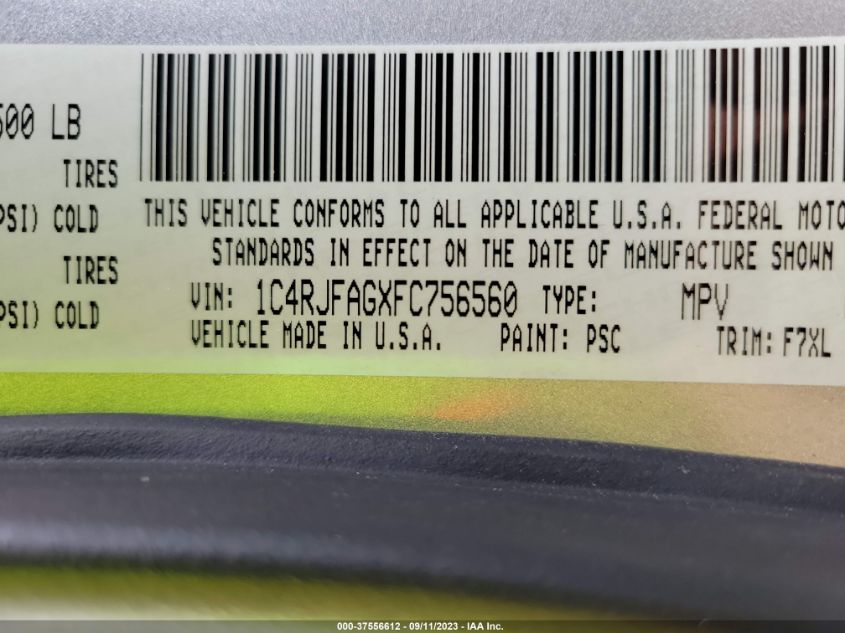 500 LB
TIRES
PSI) COLD
TIRES
PSI) COLD
THIS VEHICLE CONFORMS TO ALL APPLICABLE U.S.A. FEDERAL MOTO
STANDARDS IN EFFECT ON THE DATE OF MANUFACTURE SHOWN
VIN: 1C4RJFAGXFC756560 TYPE: MPV
VEHICLE MADE IN U.S.A. PAINT: PSC TRIM: F7XL
000-37556612 - 09/11/2023 - IAA Inc.